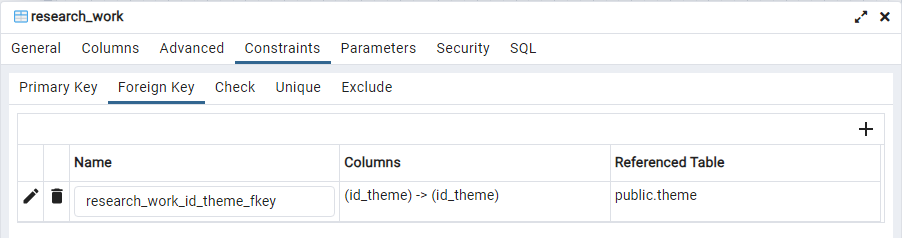 research_work
General Columns Advanced Constraints Parameters Security SQL
Primary Key Foreign Key Check Unique Exclude
Name Columns Referenced Table
research_work_id_theme_fkey (id_theme) -> (id_theme) public.theme